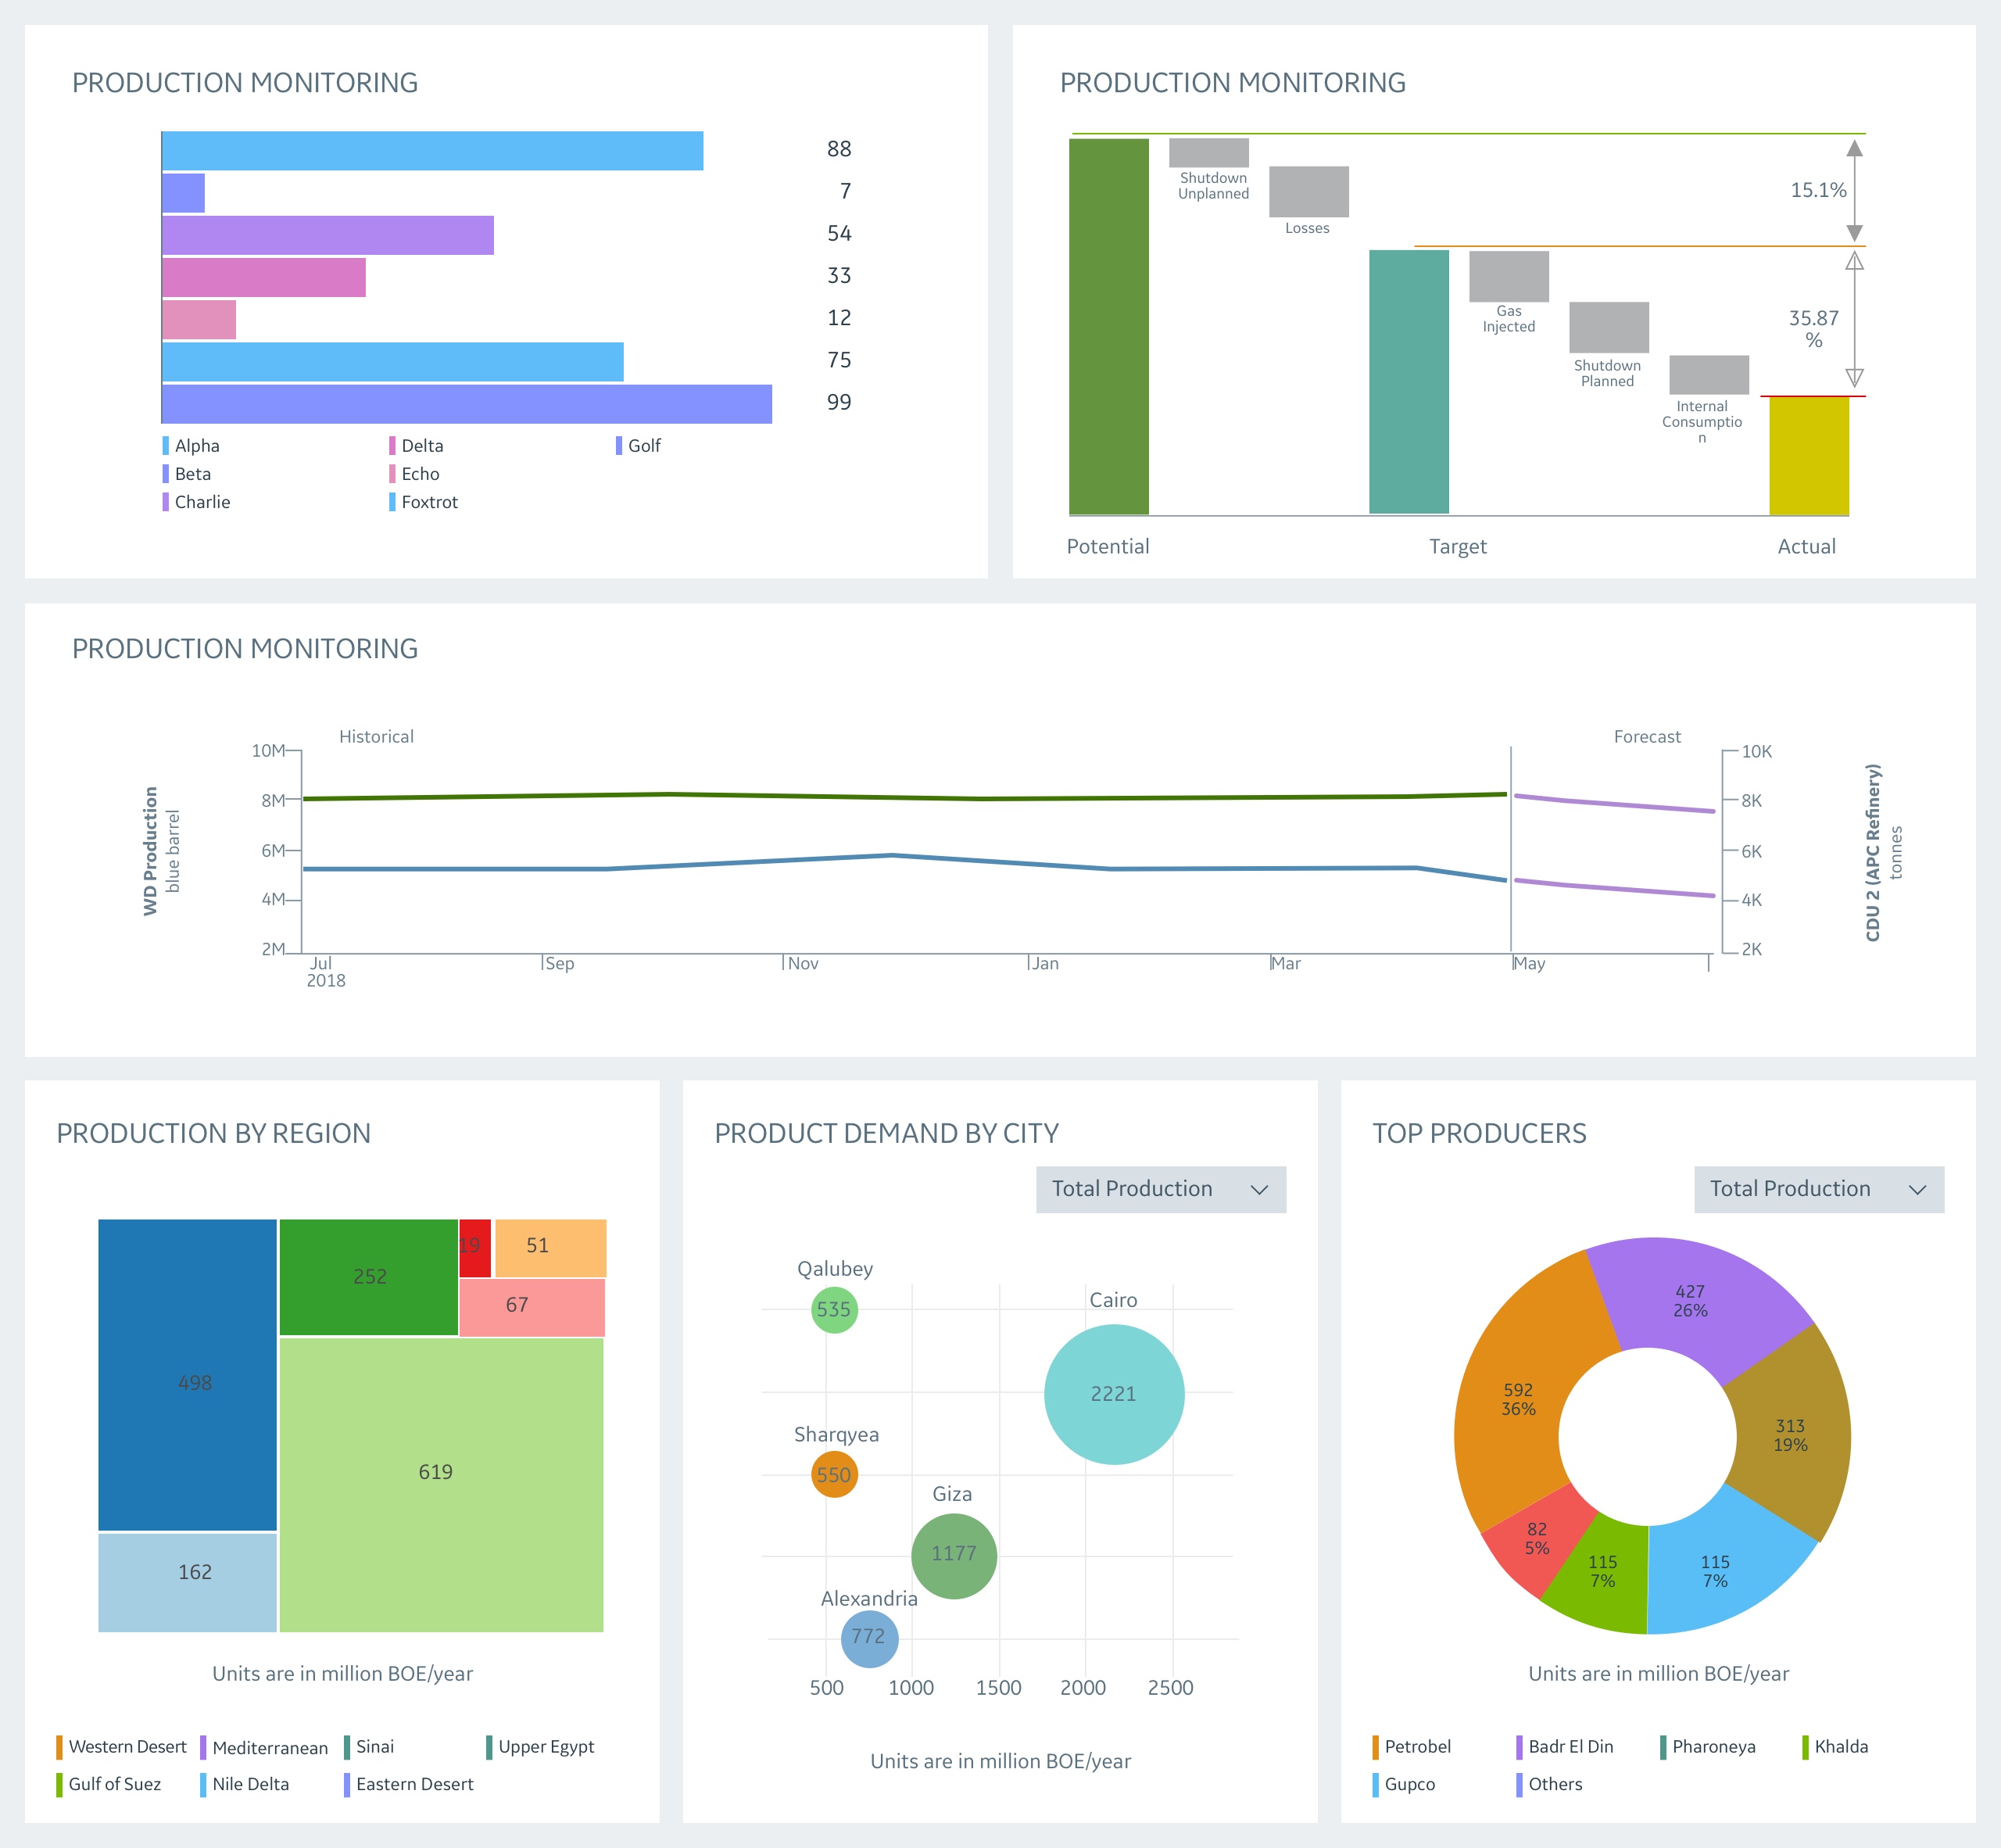 PRODUCTION MONITORING
88
7
54
33
12
75
99
Alpha
Delta
Golf
Beta
Echo
Charlie
Foxtrot
PRODUCTION MONITORING
Shutdown
Unplanned
Losses
15.1%
Gas
Injected
Shutdown
Planned
Internal
Consumptio
n
35.87
%
Potential
Target
Actual
PRODUCTION MONITORING
Historical
Forecast
WD Production
blue barrel
10M
8M
6M
4M
2M
Jul
2018
Sep
Nov
Jan
Mar
May
10K
8K
6K
4K
2K
CDU 2 (APC Refinery)
tonnes
PRODUCTION BY REGION
19
51
252
67
498
619
162
Units are in million BOE/year
Western Desert
Mediterranean
Sinai
Upper Egypt
Gulf of Suez
Nile Delta
Eastern Desert
PRODUCT DEMAND BY CITY
Total Production
Qalubey
535
Cairo
2221
Sharqyea
550
Giza
1177
Alexandria
772
500
1000
1500
2000
2500
Units are in million BOE/year
TOP PRODUCERS
Total Production
427
26%
592
36%
313
19%
82
5%
115
7%
115
7%
Units are in million BOE/year
Petrobel
Badr El Din
Pharoneya
Khalda
Gupco
Others